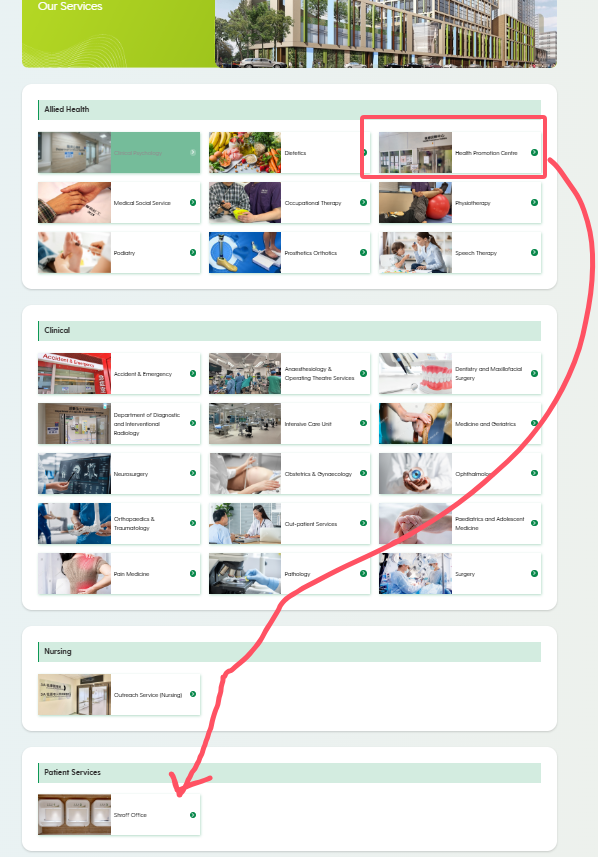 Our Services
Allied Health
Clinical Psychology
Dietetics
Health Promotion Centre
Medical Social Service
Occupational Therapy
Physiotherapy
Podiatry
Prosthetics Orthotics
Speech Therapy
Clinical
Accident & Emergency
Accident & Emergency
Anaesthesiology &
Operating Theatre Services
Dentistry and Maxillofacial
Surgery
Department of Diagnostic
and Interventional
Radiology
Intensive Care Unit
Medicine and Geriatrics
Neurosurgery
Obstetrics & Gynaecology
Ophthalmology
Orthopaedics &
Traumatology
Out-patient Services
Paediatrics and Adolescent
Medicine
Pain Medicine
Pathology
Surgery
Nursing
Outreach Service (Nursing)
Patient Services
Shroff Office